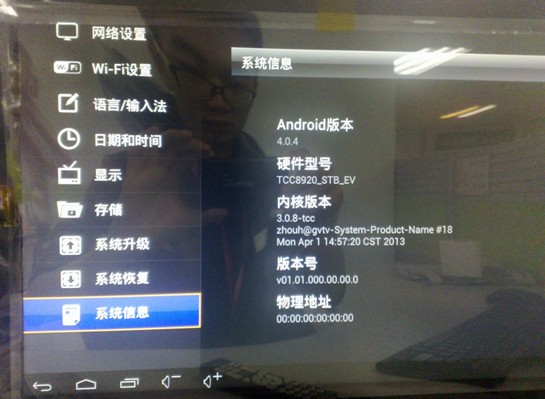 网络设置
Wi-Fi设置
语言/输入法
日期和时间
显示
存储
系统升级
系统恢复
系统信息
系统信息
Android版本
4.0.4
硬件型号
TCC8920_STB_EV
内核版本
3.0.8-tcc
zhouh@gvtv-System-Product-Name #18
Mon Apr 1 14:57:20 CST 2013
版本号
v01.01.000.00.00.0
物理地址
00:00:00:00:00:00